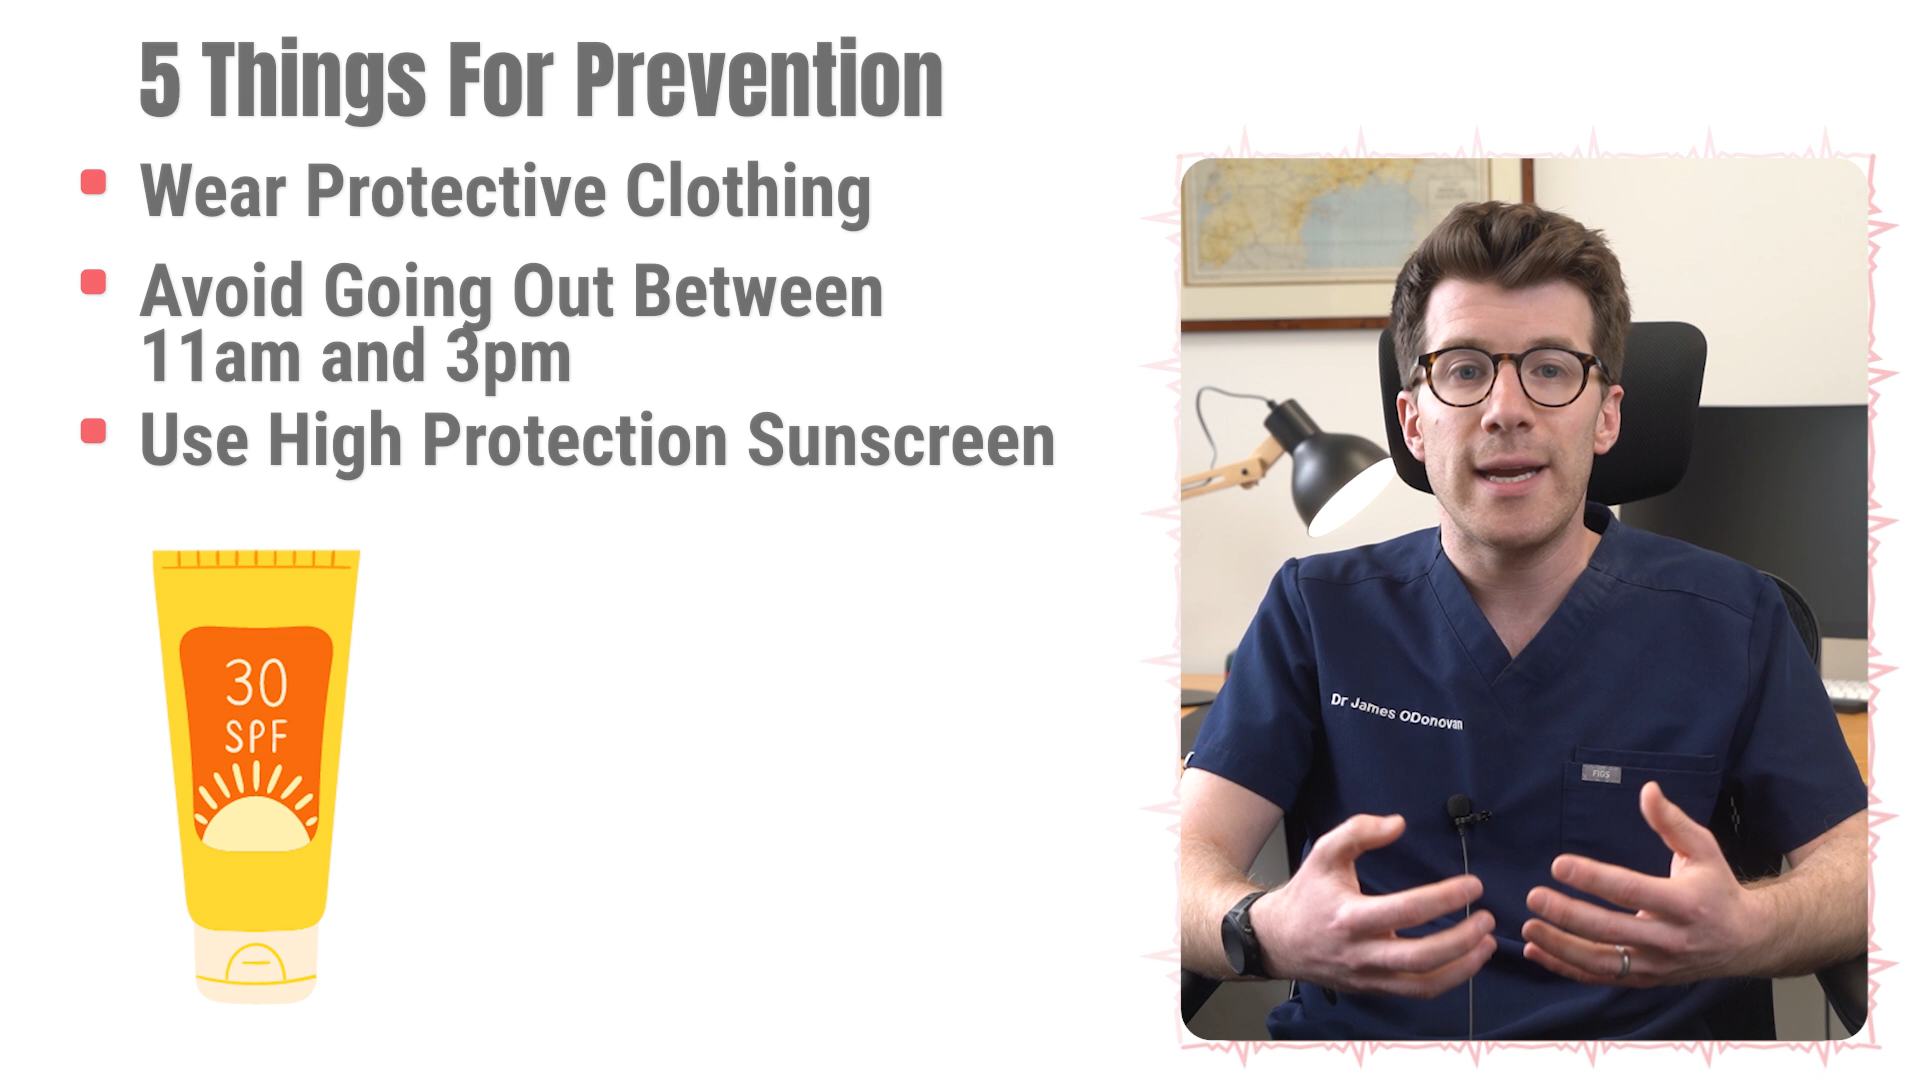 5 Things For Prevention
Wear Protective Clothing
Avoid Going Out Between
11am and 3pm
Use High Protection Sunscreen
30
SPF
Dr James ODonovan
FIGS